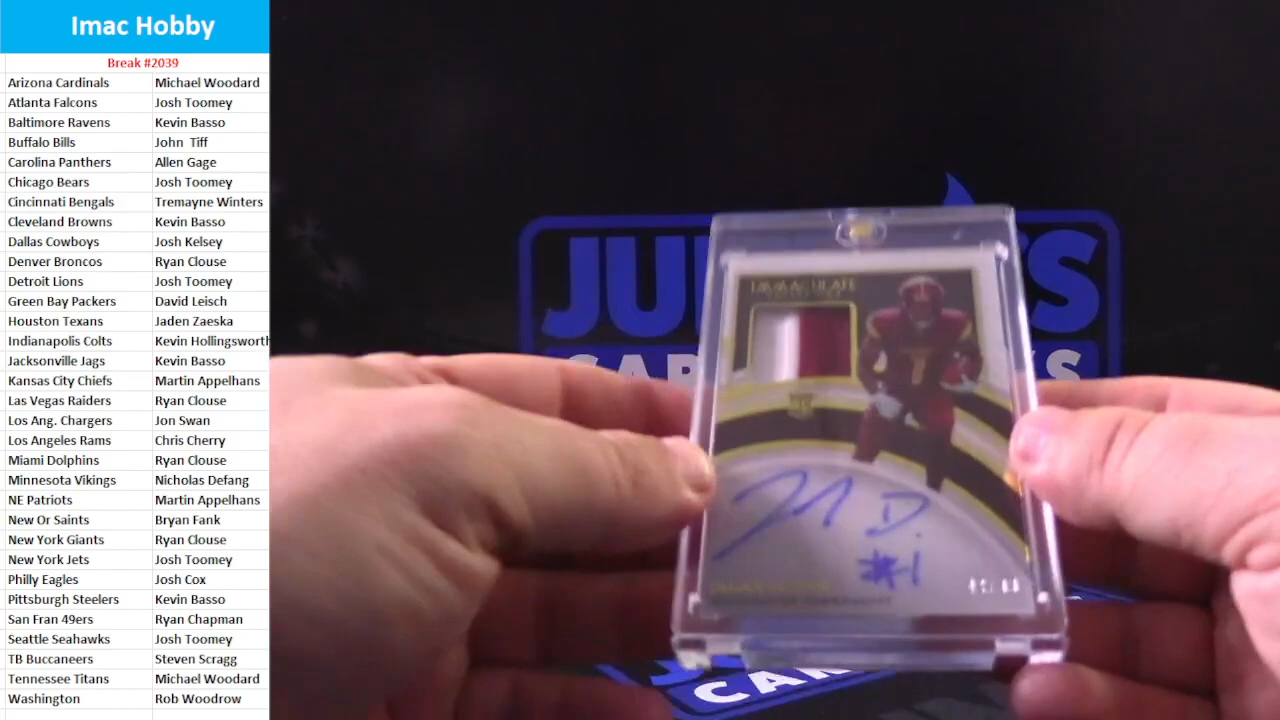 Imac Hobby
Break #2039
Arizona Cardinals Michael Woodard
Atlanta Falcons Josh Toomey
Baltimore Ravens Kevin Basso
Buffalo Bills John Tiff
Carolina Panthers Allen Gage
Chicago Bears Josh Toomey
Cincinnati Bengals Tremayne Winters
Cleveland Browns Kevin Basso
Dallas Cowboys Josh Kelsey
Denver Broncos Ryan Clouse
Detroit Lions Josh Toomey
Green Bay Packers David Leisch
Houston Texans Jaden Zaeska
Indianapolis Colts Kevin Hollingsworth
Jacksonville Jags Kevin Basso
Kansas City Chiefs Martin Appelhans
Las Vegas Raiders Ryan Clouse
Los Ang. Chargers Jon Swan
Los Angeles Rams Chris Cherry
Miami Dolphins Ryan Clouse
Minnesota Vikings Nicholas Defang
NE Patriots Martin Appelhans
New Or Saints Bryan Fank
New York Giants Ryan Clouse
New York Jets Josh Toomey
Philly Eagles Josh Cox
Pittsburgh Steelers Kevin Basso
San Fran 49ers Ryan Chapman
Seattle Seahawks Josh Toomey
TB Buccaneers Steven Scragg
Tennessee Titans Michael Woodard
Washington Rob Woodrow
IMMACULATE
RC
#1